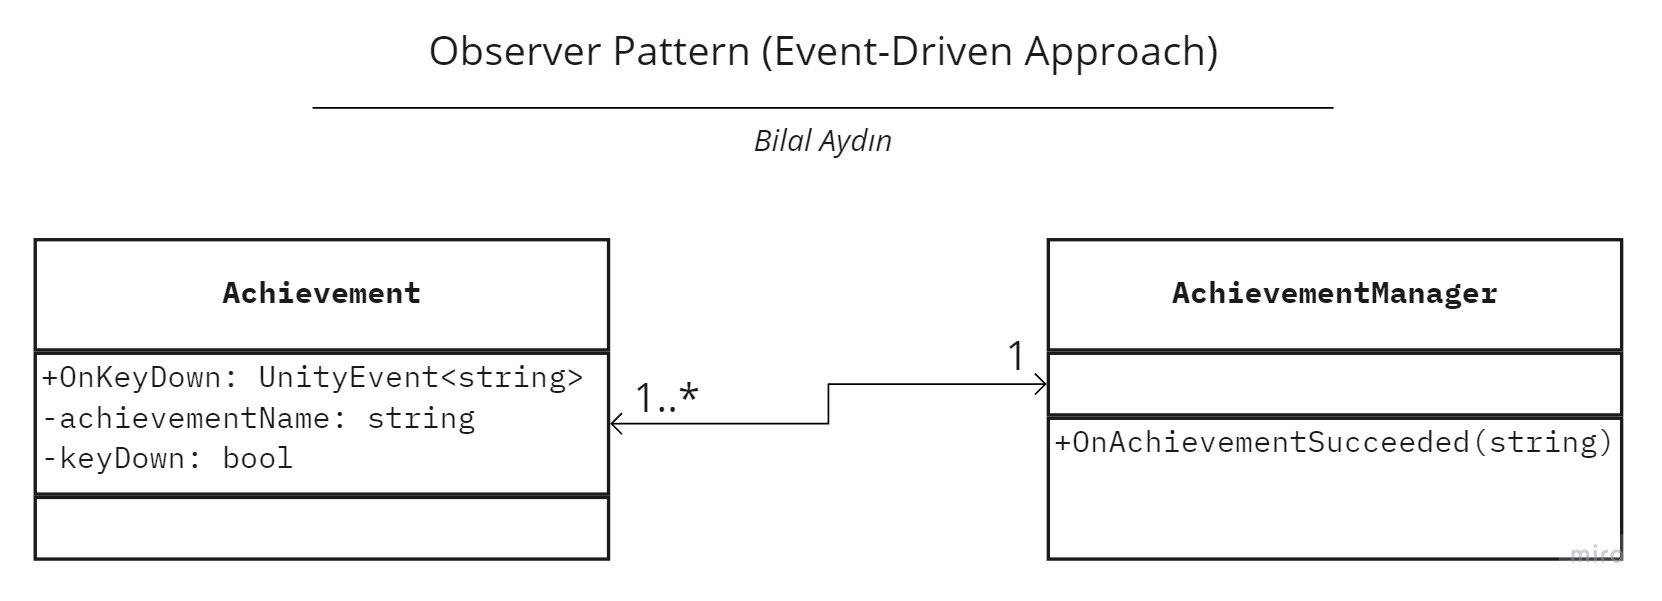 Observer Pattern (Event-Driven Approach)
Bilal Aydın
Achievement
+OnKeyDown: UnityEvent<string>
-achievementName: string
-keyDown: bool
1..*
1
AchievementManager
+OnAchievementSucceeded(string)
miro